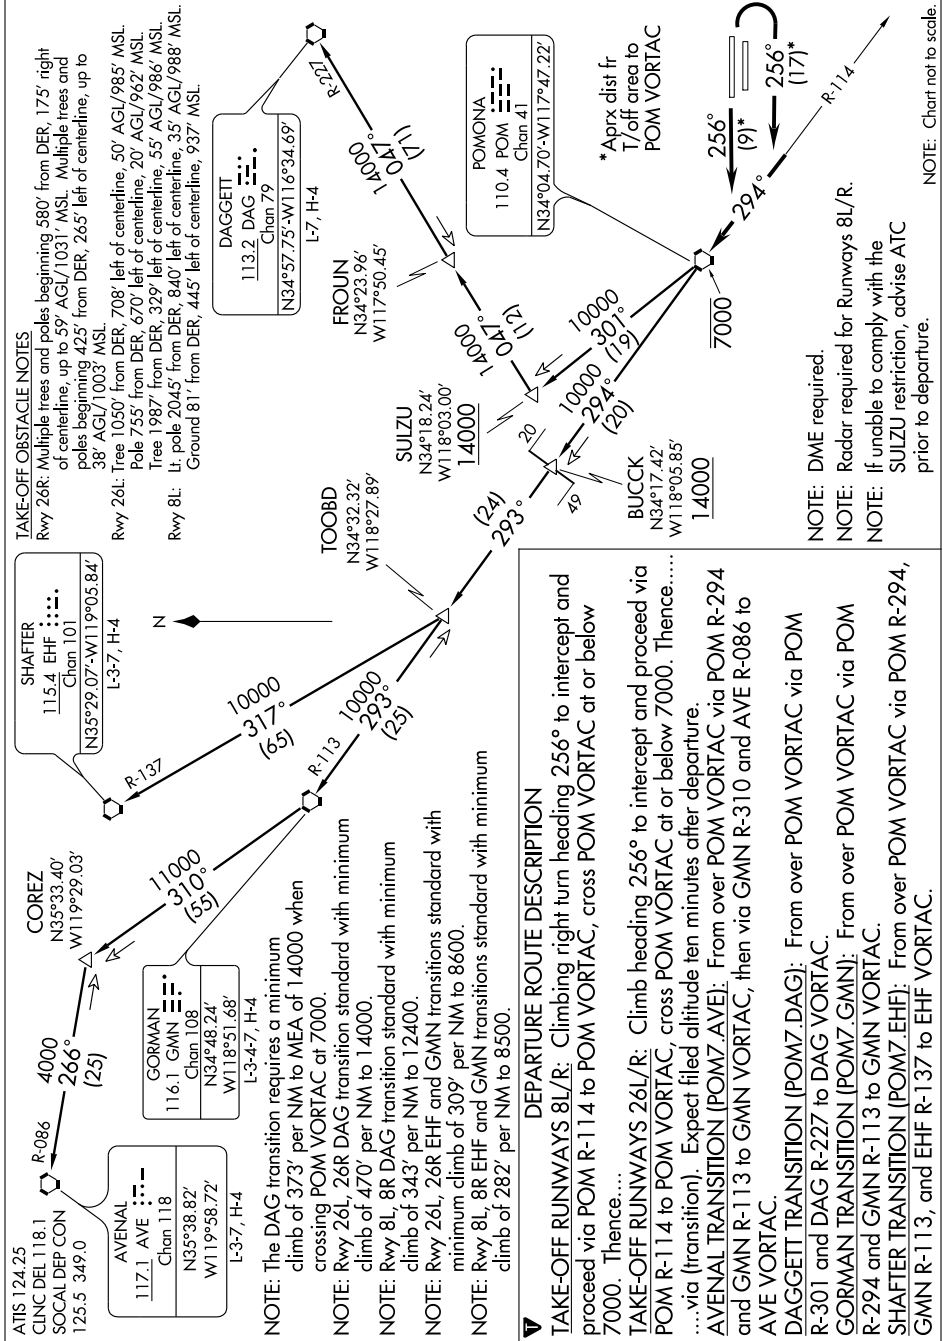 ATIS 124.25
CLNC DEL 118.1
SOCAL DEP CON
125.5 349.0
TAKE-OFF OBSTACLE NOTES
Rwy 26R: Multiple trees and poles beginning 580' from DER, 175' right
of centerline, up to 59' AGL/1031' MSL. Multiple trees and
poles beginning 425' from DER, 265' left of centerline, up to
38' AGL/1003' MSL.
Rwy 26L: Tree 1050' from DER, 708' left of centerline, 50' AGL/985' MSL.
Pole 755' from DER, 670' left of centerline, 20' AGL/962' MSL.
Tree 1987' from DER, 329' left of centerline, 55' AGL/986' MSL.
Rwy 8L: Lt. pole 2045' from DER, 840' left of centerline, 35' AGL/988' MSL.
Ground 81' from DER, 445' left of centerline, 937' MSL.
AVENAL
117.1 AVE
Chan 118
N35°38.82'
W119°58.72'
L-3-7, H-4
R-086
4000
266°
(25)
COREZ
N35°33.40'
W119°29.03'
11000
310°
(55)
GORMAN
116.1 GMN
Chan 108
N34°48.24'
W118°51.68'
L-3-4-7, H-4
SHAFTER
115.4 EHF
Chan 101
N35°29.07'-W119°05.84'
L-3-7, H-4
R-137
10000
317°
(65)
R-113
10000
293°
(25)
N
TOOBD
N34°32.32'
W118°27.89'
(24)
293°
BUCCK
N34°17.42'
W118°05.85'
14000
20
49
SULZU
N34°18.24'
W118°03.00'
14000
10000
294°
(20)
10000
301°
(19)
14000
047°
(12)
FROUN
N34°23.96'
W117°50.45'
14000
047°
(71)
R-227
DAGGETT
113.2 DAG
Chan 79
N34°57.75'-W116°34.69'
L-7, H-4
POMONA
110.4 POM
Chan 41
N34°04.70'-W117°47.22'
7000
*Aprx dist fr
T/off area to
POM VORTAC
256°
(9)*
256°
(17)*
294°
R-114
NOTE: Chart not to scale.
NOTE: DME required.
NOTE: Radar required for Runways 8L/R.
NOTE: If unable to comply with the
SULZU restriction, advise ATC
prior to departure.
NOTE: The DAG transition requires a minimum
climb of 373' per NM to MEA of 14000 when
crossing POM VORTAC at 7000.
NOTE: Rwy 26L, 26R DAG transition standard with minimum
climb of 470' per NM to 14000.
NOTE: Rwy 8L, 8R DAG transition standard with minimum
climb of 343' per NM to 12400.
NOTE: Rwy 26L, 26R EHF and GMN transitions standard with
minimum climb of 309' per NM to 8600.
NOTE: Rwy 8L, 8R EHF and GMN transitions standard with minimum
climb of 282' per NM to 8500.
T
DEPARTURE ROUTE DESCRIPTION
TAKE-OFF RUNWAYS 8L/R: Climbing right turn heading 256° to intercept and
proceed via POM R-114 to POM VORTAC, cross POM VORTAC at or below
7000. Thence....
TAKE-OFF RUNWAYS 26L/R: Climb heading 256° to intercept and proceed via
POM R-114 to POM VORTAC, cross POM VORTAC at or below 7000. Thence.....
.....via (transition). Expect filed altitude ten minutes after departure.
AVENAL TRANSITION (POM7.AVE): From over POM VORTAC via POM R-294
and GMN R-113 to GMN VORTAC, then via GMN R-310 and AVE R-086 to
AVE VORTAC.
DAGGETT TRANSITION (POM7.DAG): From over POM VORTAC via POM
R-301 and DAG R-227 to DAG VORTAC.
GORMAN TRANSITION (POM7.GMN): From over POM VORTAC via POM
R-294 and GMN R-113 to GMN VORTAC.
SHAFTER TRANSITION (POM7.EHF): From over POM VORTAC via POM R-294,
GMN R-113, and EHF R-137 to EHF VORTAC.